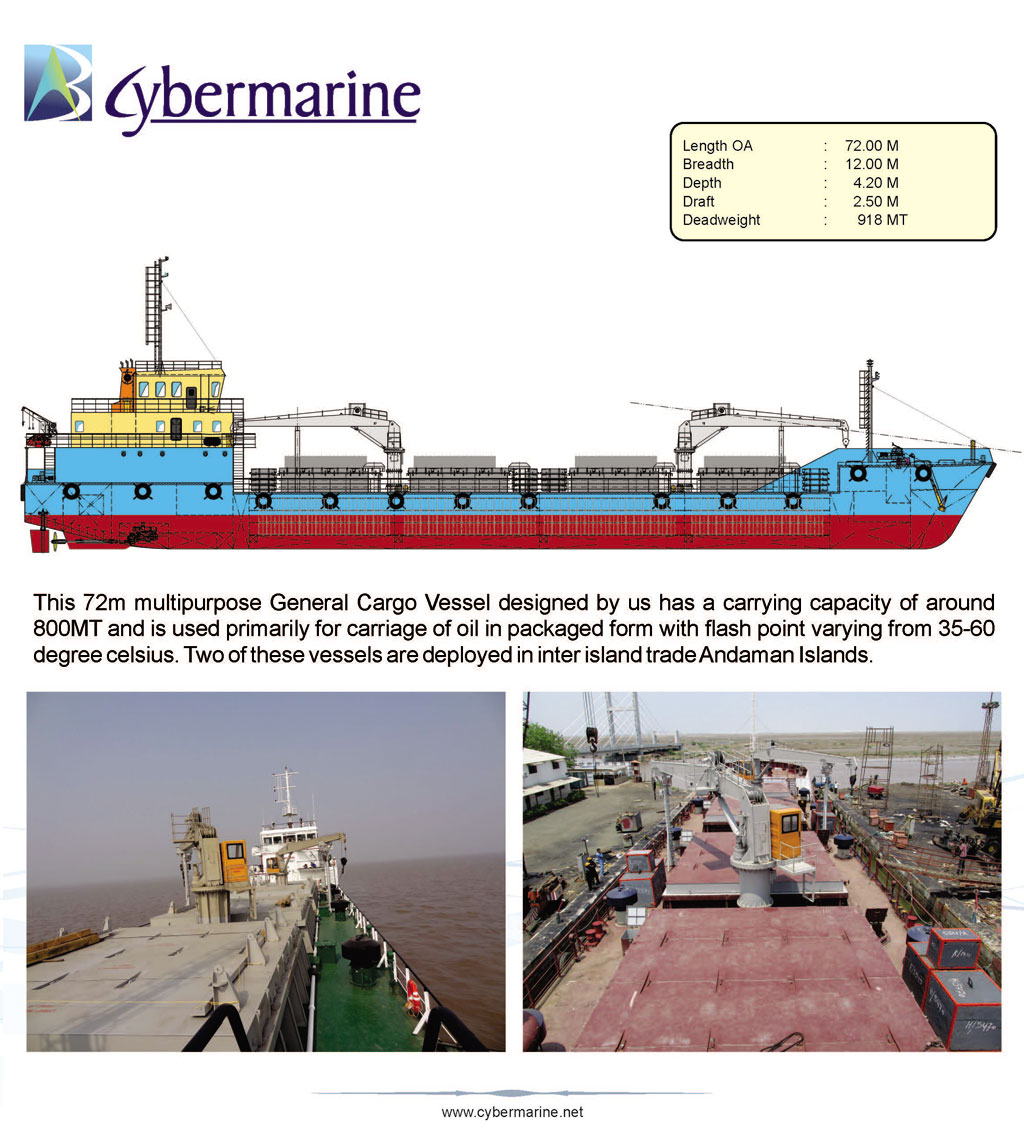 Cybermarine
Length OA : 72.00 M
Breadth : 12.00 M
Depth : 4.20 M
Draft : 2.50 M
Deadweight : 918 MT
This 72m multipurpose General Cargo Vessel designed by us has a carrying capacity of around
800MT and is used primarily for carriage of oil in packaged form with flash point varying from 35-60
degree celsius. Two of these vessels are deployed in inter island trade Andaman Islands.
www.cybermarine.net